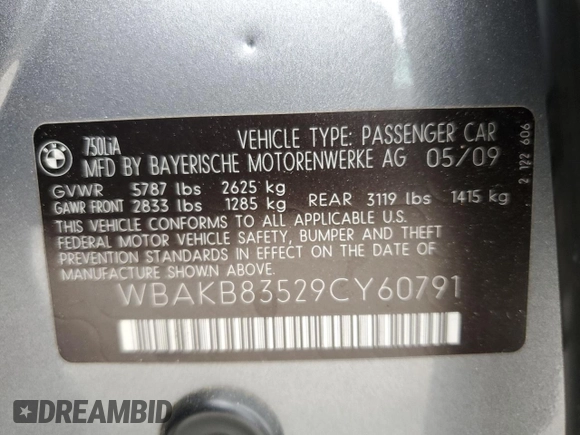 750LiA VEHICLE TYPE: PASSENGER CAR
MFD BY BAYERISCHE MOTORENWERKE AG 05/09
GVWR 5787 lbs 2625 kg
GAWR FRONT 2833 lbs 1285 kg REAR 3119 lbs 1415 kg
THIS VEHICLE CONFORMS TO ALL APPLICABLE U.S.
FEDERAL MOTOR VEHICLE SAFETY, BUMPER AND THEFT
PREVENTION STANDARDS IN EFFECT ON THE DATE OF
MANUFACTURE SHOWN ABOVE.
WBAKB83529CY60791
2 122 606
DREAMBID